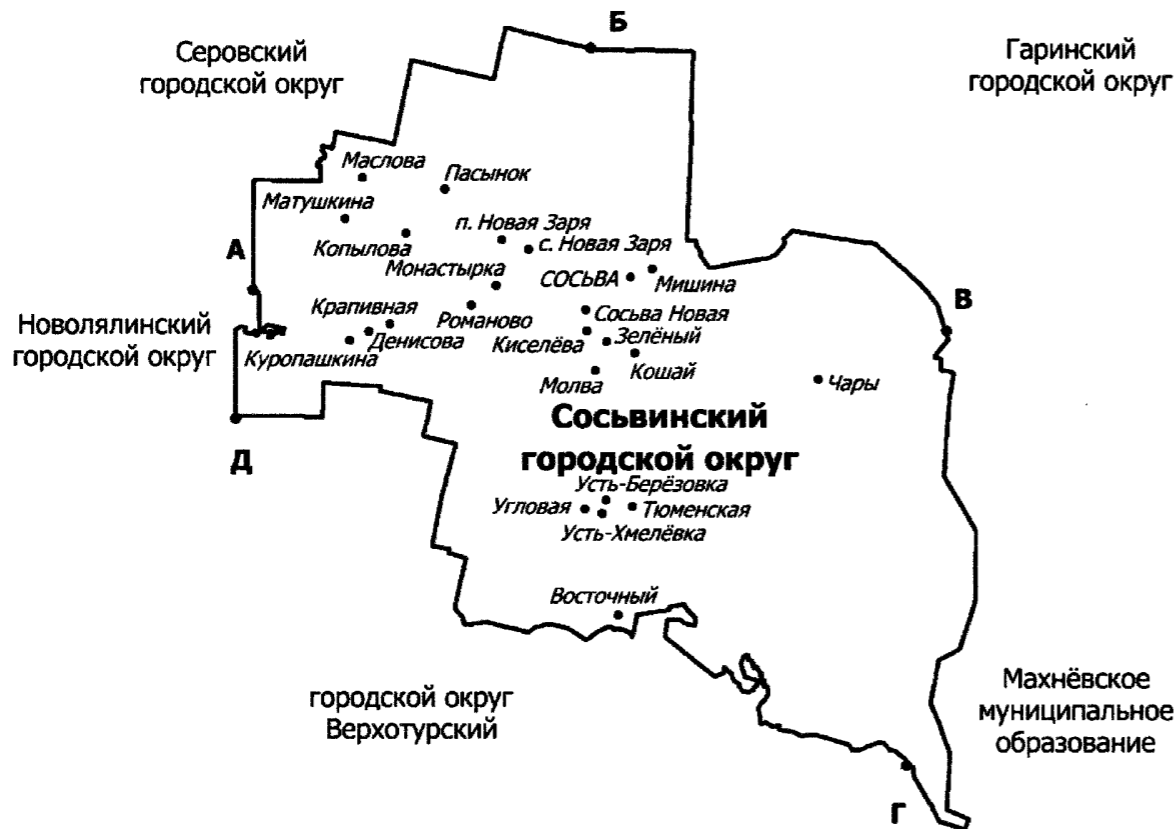 Б
Серовский
городской округ
Гаринский
городской округ
Маслова
Пасынок
Матушкина
п. Новая Заря
с. Новая Заря
Копылова
А
Монастырка
СОСЬВА
Мишина
В
Крапивная
Романово
Сосьва Новая
Новолялинский
городской округ
Денисова
Киселёва
Зелёный
Куропашкина
Кошай
Молва
Чары
Сосьвинский
городской округ
Д
Усть-Берёзовка
Угловая
Тюменская
Усть-Хмелёвка
Восточный
городской округ
Верхотурский
Махнёвское
муниципальное
образование
Г